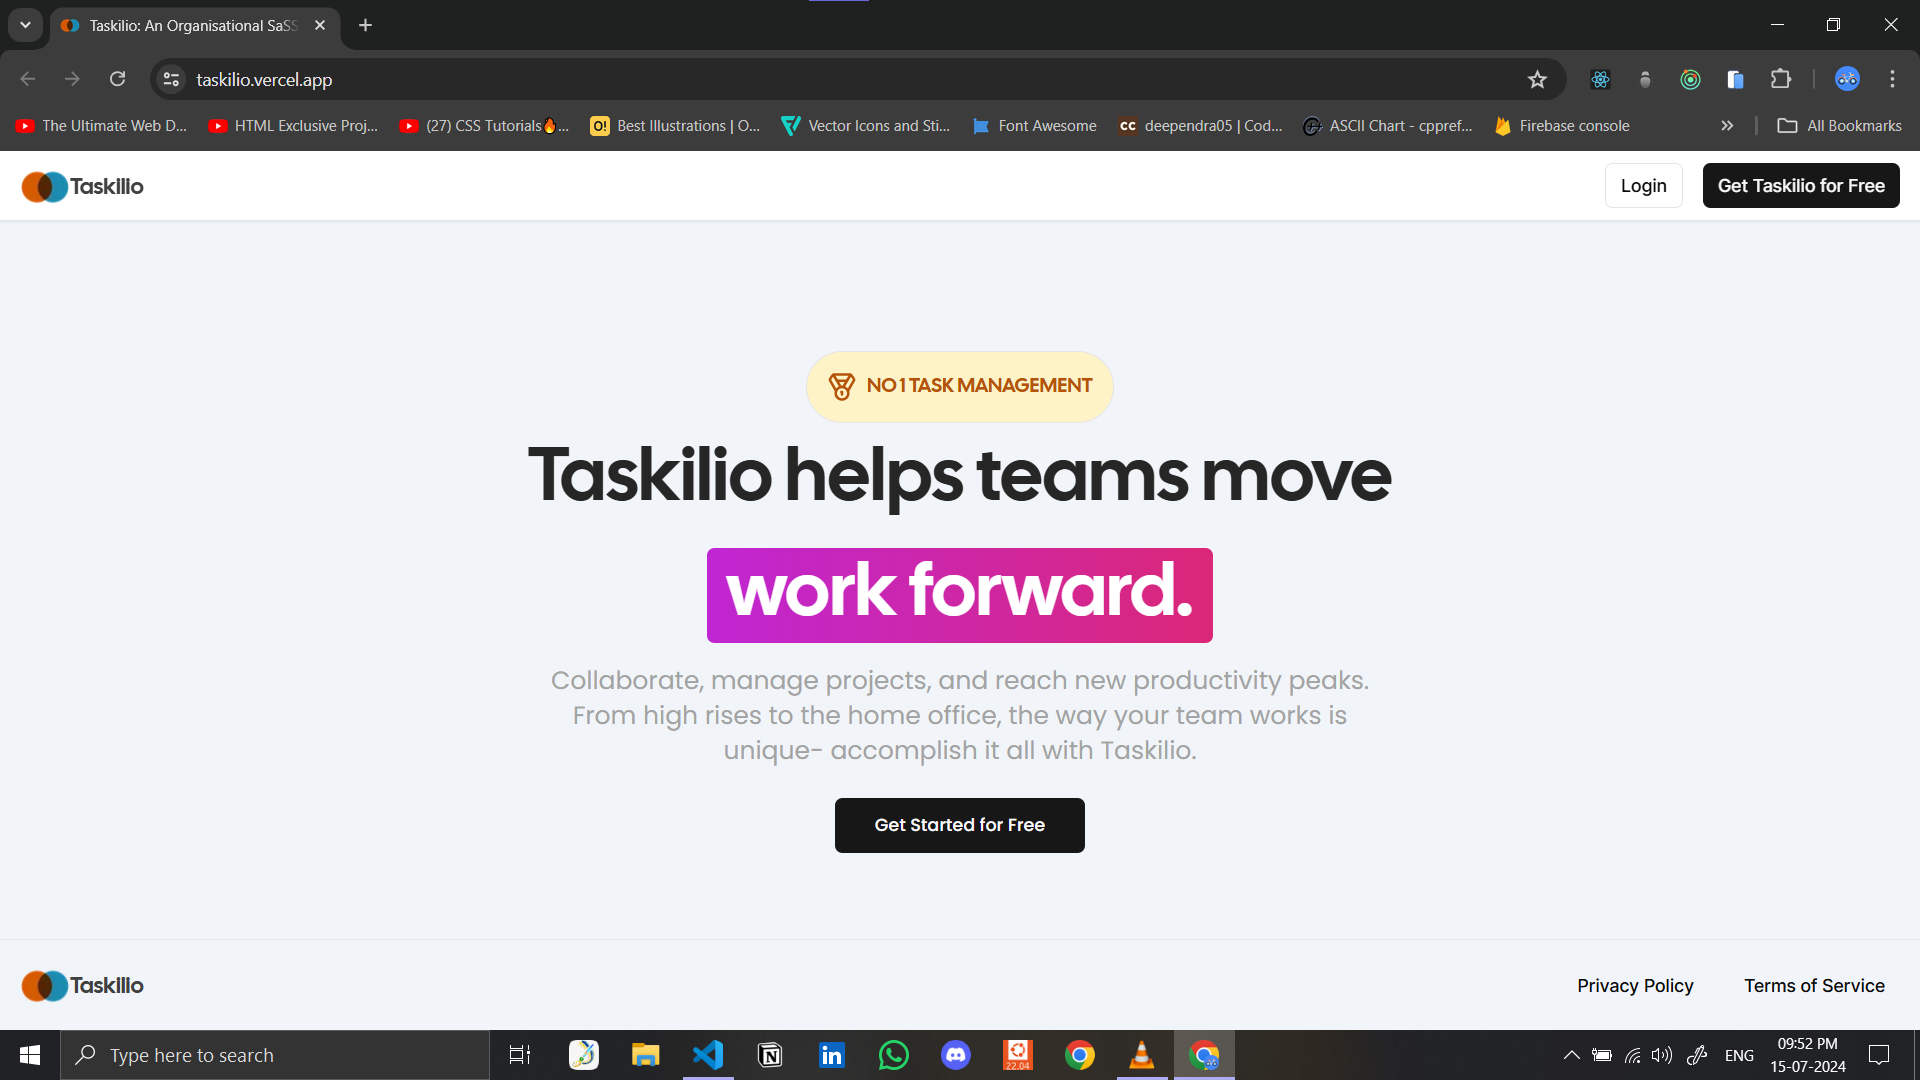 Taskilio: An Organisational SaSS
taskilio.vercel.app
The Ultimate Web D...
HTML Exclusive Proj...
(27) CSS Tutorials🔥...
O!
Best Illustrations | O...
Vector Icons and Sti...
Font Awesome
cc
deependra05 | Cod...
ASCII Chart - cppref...
Firebase console
All Bookmarks
Taskilio
Login
Get Taskilio for Free
NO 1 TASK MANAGEMENT
Taskilio helps teams move
work forward.
Collaborate, manage projects, and reach new productivity peaks.
From high rises to the home office, the way your team works is
unique- accomplish it all with Taskilio.
Get Started for Free
Taskilio
Privacy Policy
Terms of Service
Type here to search
in
22.04
ENG
09:52 PM
15-07-2024